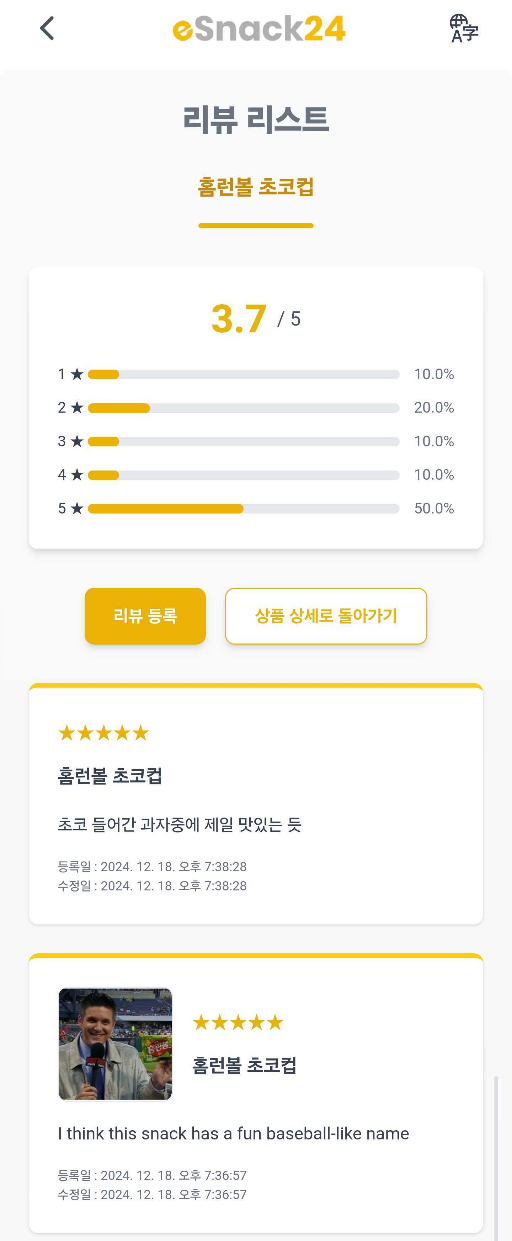 eSnack24
A字
리뷰 리스트
홈런볼 초코컵
3.7 / 5
1 ★ 10.0%
2 ★ 20.0%
3 ★ 10.0%
4 ★ 10.0%
5 ★ 50.0%
리뷰 등록
상품 상세로 돌아가기
★★★★★
홈런볼 초코컵
초코 들어간 과자중에 제일 맛있는 듯
등록일 : 2024. 12. 18. 오후 7:38:28
수정일 : 2024. 12. 18. 오후 7:38:28
★★★★★
홈런볼 초코컵
I think this snack has a fun baseball-like name
등록일 : 2024. 12. 18. 오후 7:36:57
수정일 : 2024. 12. 18. 오후 7:36:57